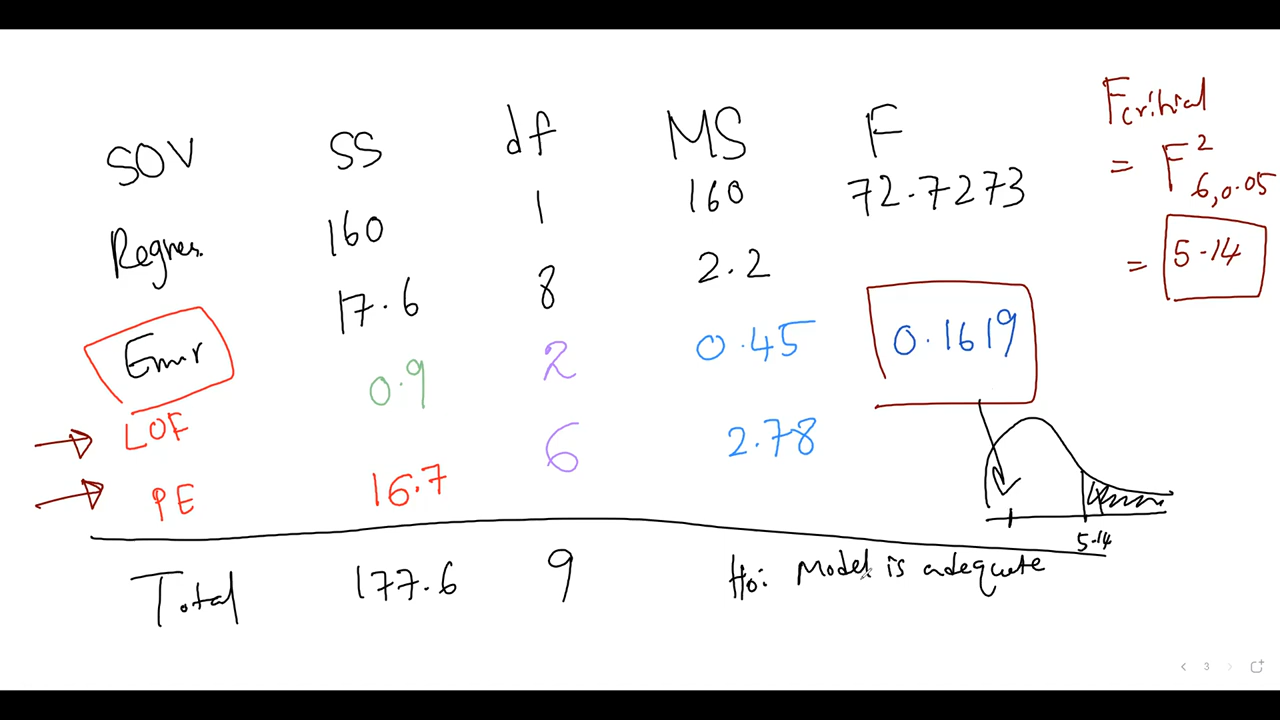 SOV SS df MS F
Regres. 160 1 160 72.7273
Error 17.6 8 2.2
LOF 0.9 2 0.45 0.1619
PE 16.7 6 2.78
Total 177.6 9
Ho: Model is adequate
5.14
Fcritical
= F 2 6,0.05
= 5.14
3